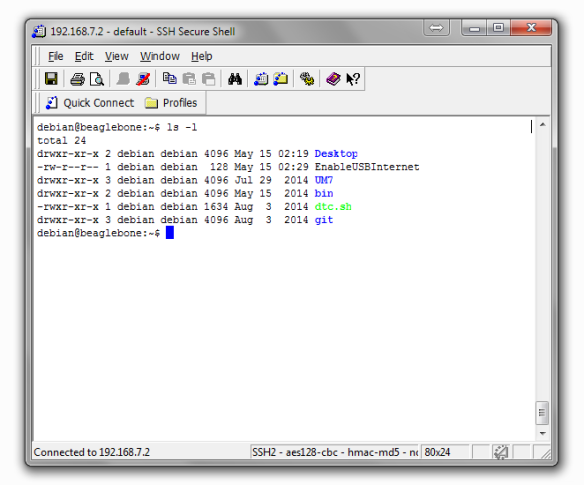 192.168.7.2 - default - SSH Secure Shell
File Edit View Window Help
Quick Connect Profiles
debian@beaglebone:~$ ls -l
total 24
drwxr-xr-x 2 debian debian 4096 May 15 02:19 Desktop
-rw-r--r-- 1 debian debian  128 May 15 02:29 EnableUSBInternet
drwxr-xr-x 3 debian debian 4096 Jul 29  2014 UM7
drwxr-xr-x 2 debian debian 4096 May 15  2014 bin
-rwxr-xr-x 1 debian debian 1634 Aug  3  2014 dtc.sh
drwxr-xr-x 3 debian debian 4096 Aug  3  2014 git
debian@beaglebone:~$
Connected to 192.168.7.2 SSH2 - aes128-cbc - hmac-md5 - nc 80x24